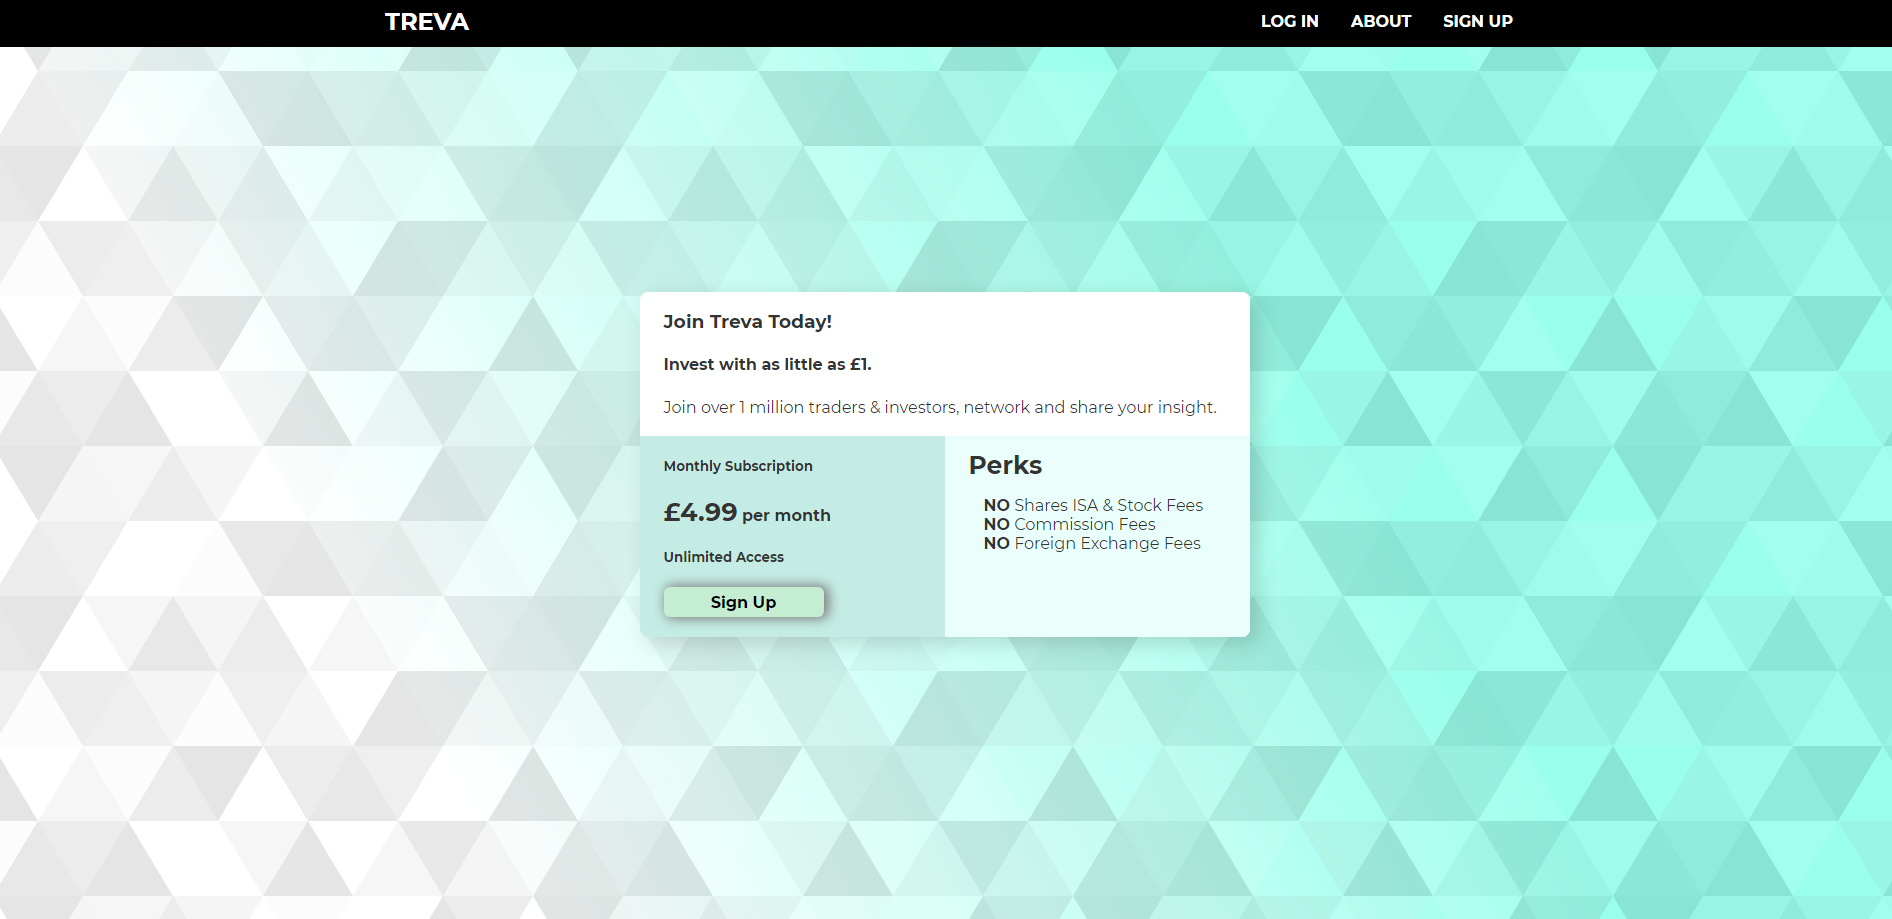 TREVA
LOG IN ABOUT SIGN UP
Join Treva Today!
Invest with as little as £1.
Join over 1 million traders & investors, network and share your insight.
Monthly Subscription
£4.99 per month
Unlimited Access
Sign Up
Perks
NO Shares ISA & Stock Fees
NO Commission Fees
NO Foreign Exchange Fees